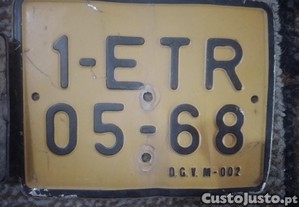 1-ETR
05-68
D.G.V. M-002
CustoJusto.pt